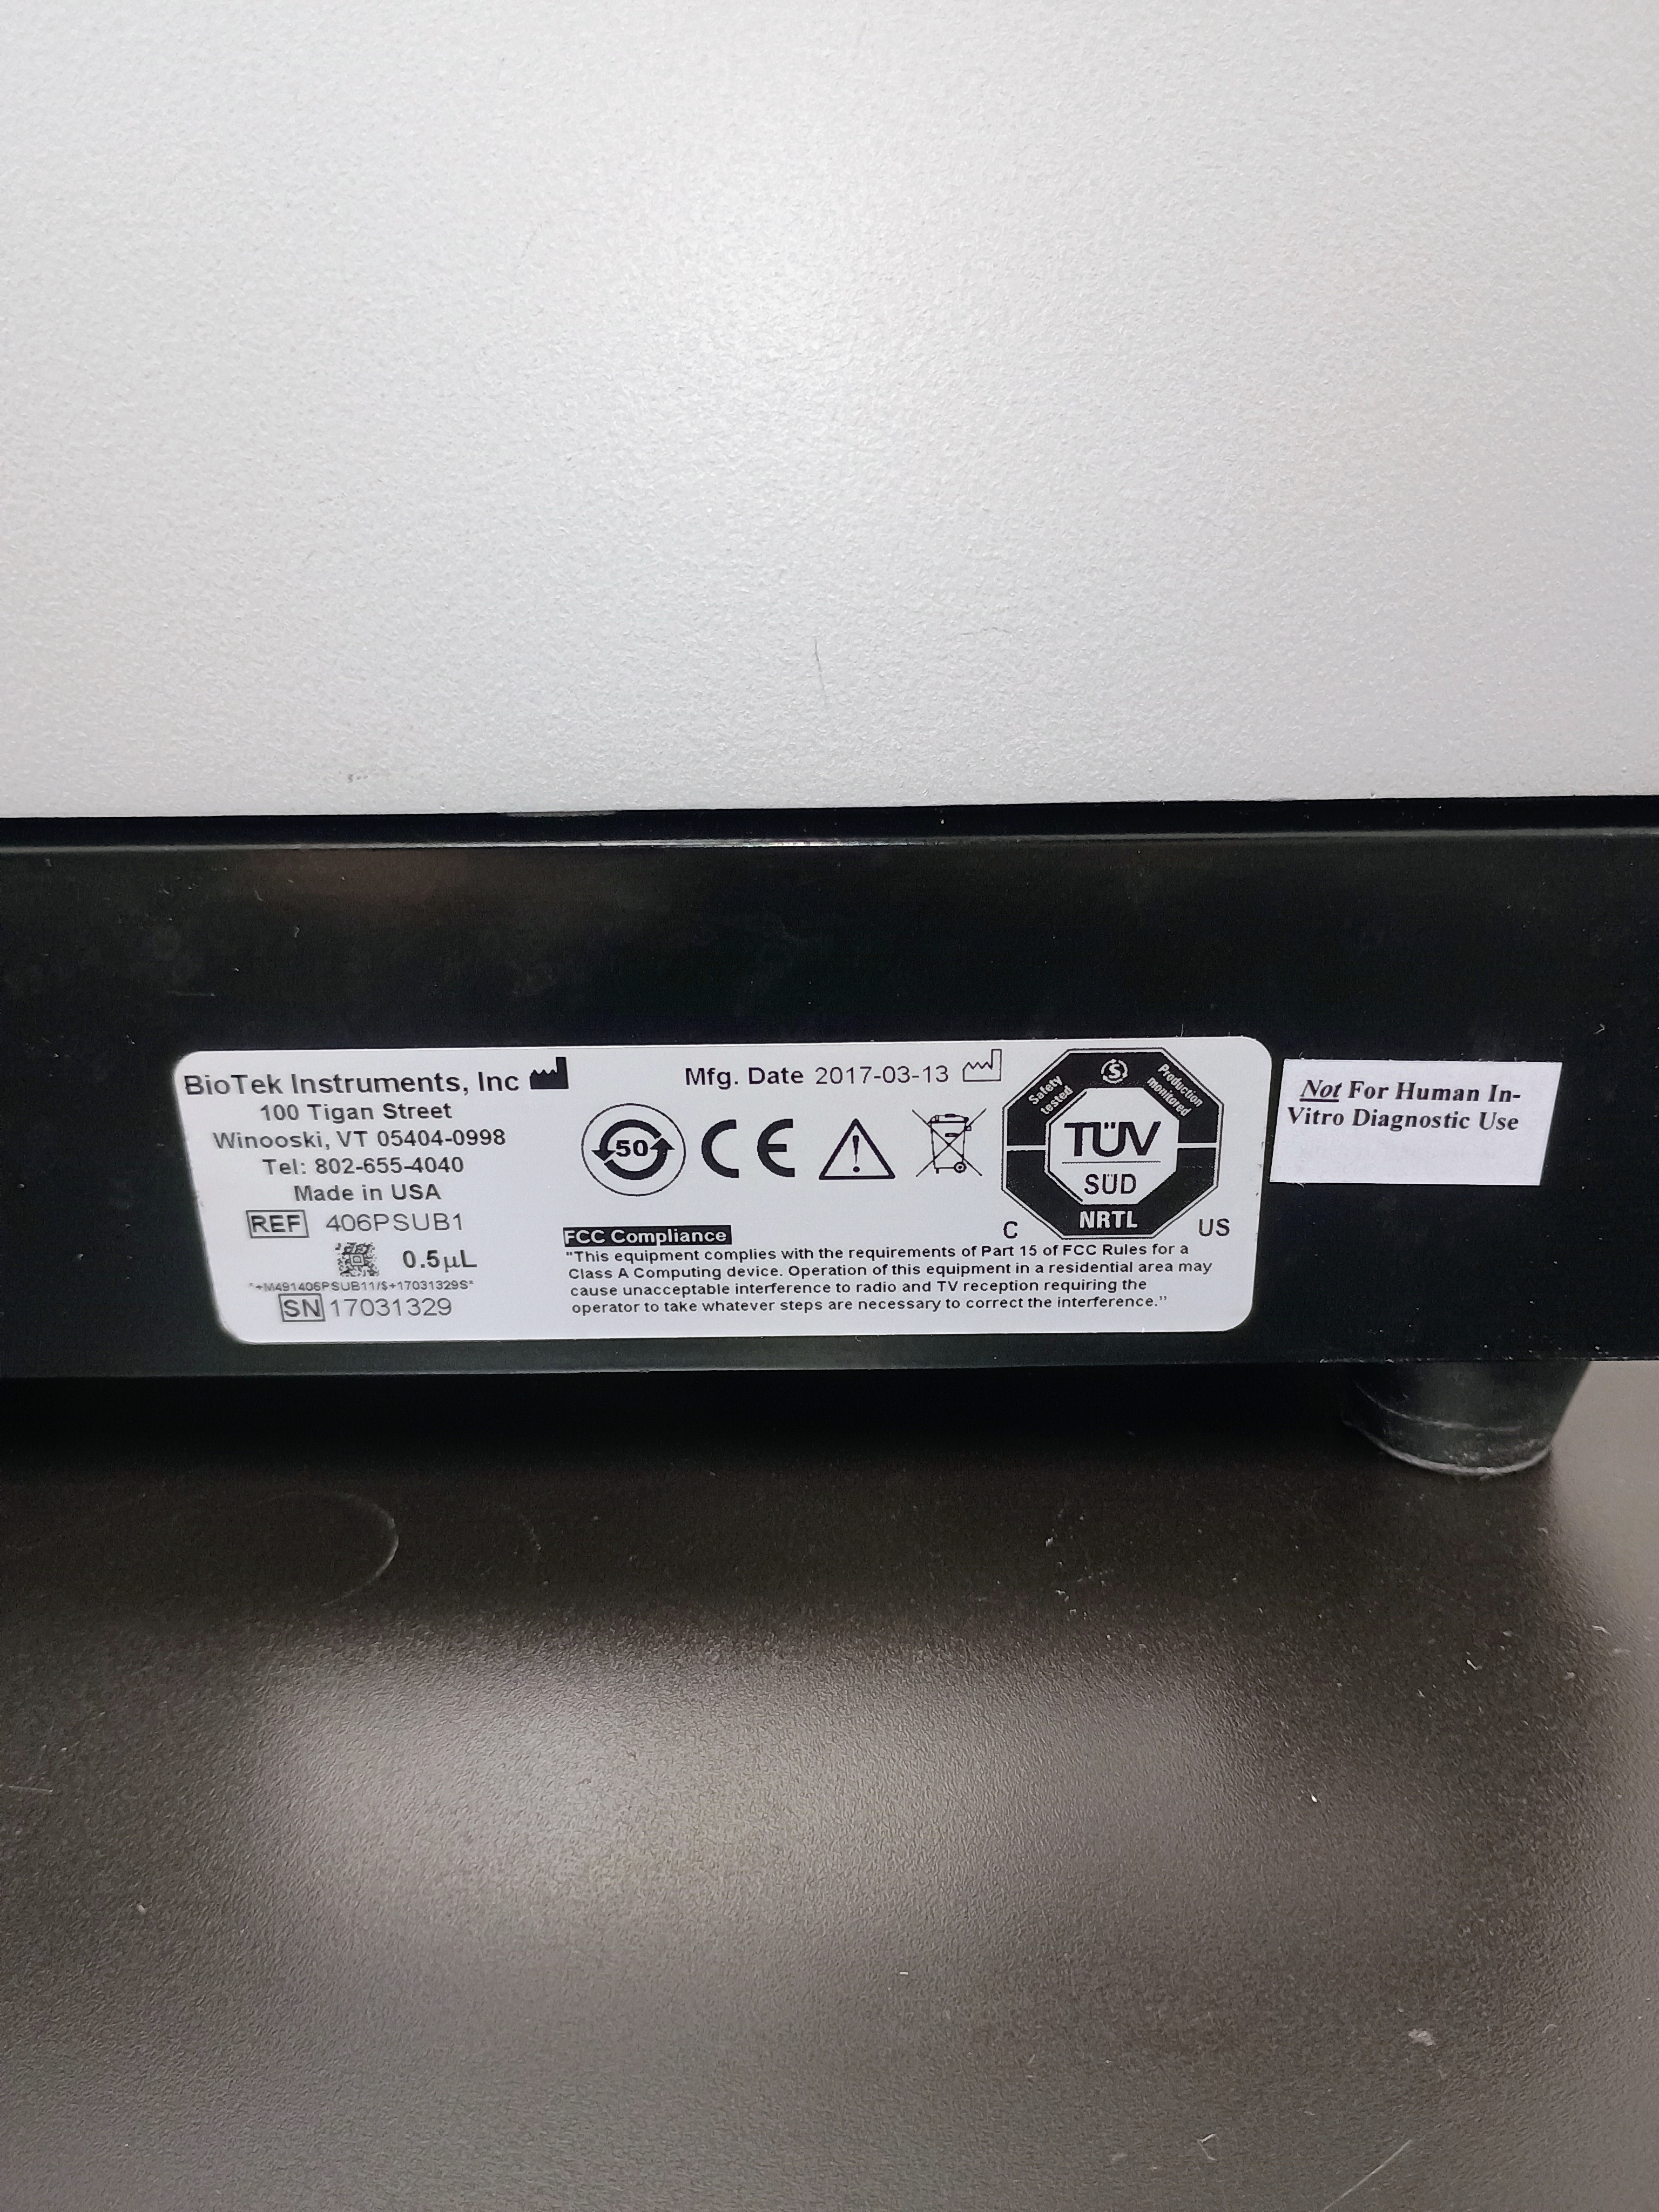 BioTek Instruments, Inc
100 Tigan Street
Winooski, VT 05404-0998
Tel: 802-655-4040
Made in USA
REF 406PSUB1
0.5µL
*+M491406PSUB11/$+17031329S*
SN 17031329
Mfg. Date 2017-03-13
50
CE
FCC Compliance
"This equipment complies with the requirements of Part 15 of FCC Rules for a
Class A Computing device. Operation of this equipment in a residential area may
cause unacceptable interference to radio and TV reception requiring the
operator to take whatever steps are necessary to correct the interference."
Safety
tested
S
Production
monitored
TÜV
SÜD
NRTL
C US
Not For Human In-
Vitro Diagnostic Use